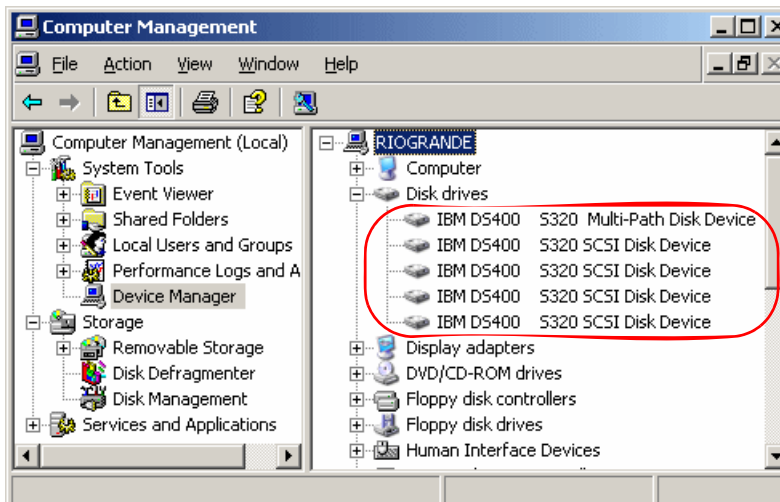 Computer Management
File Action View Window Help
Computer Management (Local)
System Tools
Event Viewer
Shared Folders
Local Users and Groups
Performance Logs and A
Device Manager
Storage
Removable Storage
Disk Defragmenter
Disk Management
Services and Applications
RIOGRANDE
Computer
Disk drives
IBM DS400 S320 Multi-Path Disk Device
IBM DS400 S320 SCSI Disk Device
IBM DS400 S320 SCSI Disk Device
IBM DS400 S320 SCSI Disk Device
IBM DS400 S320 SCSI Disk Device
Display adapters
DVD/CD-ROM drives
Floppy disk controllers
Floppy disk drives
Human Interface Devices